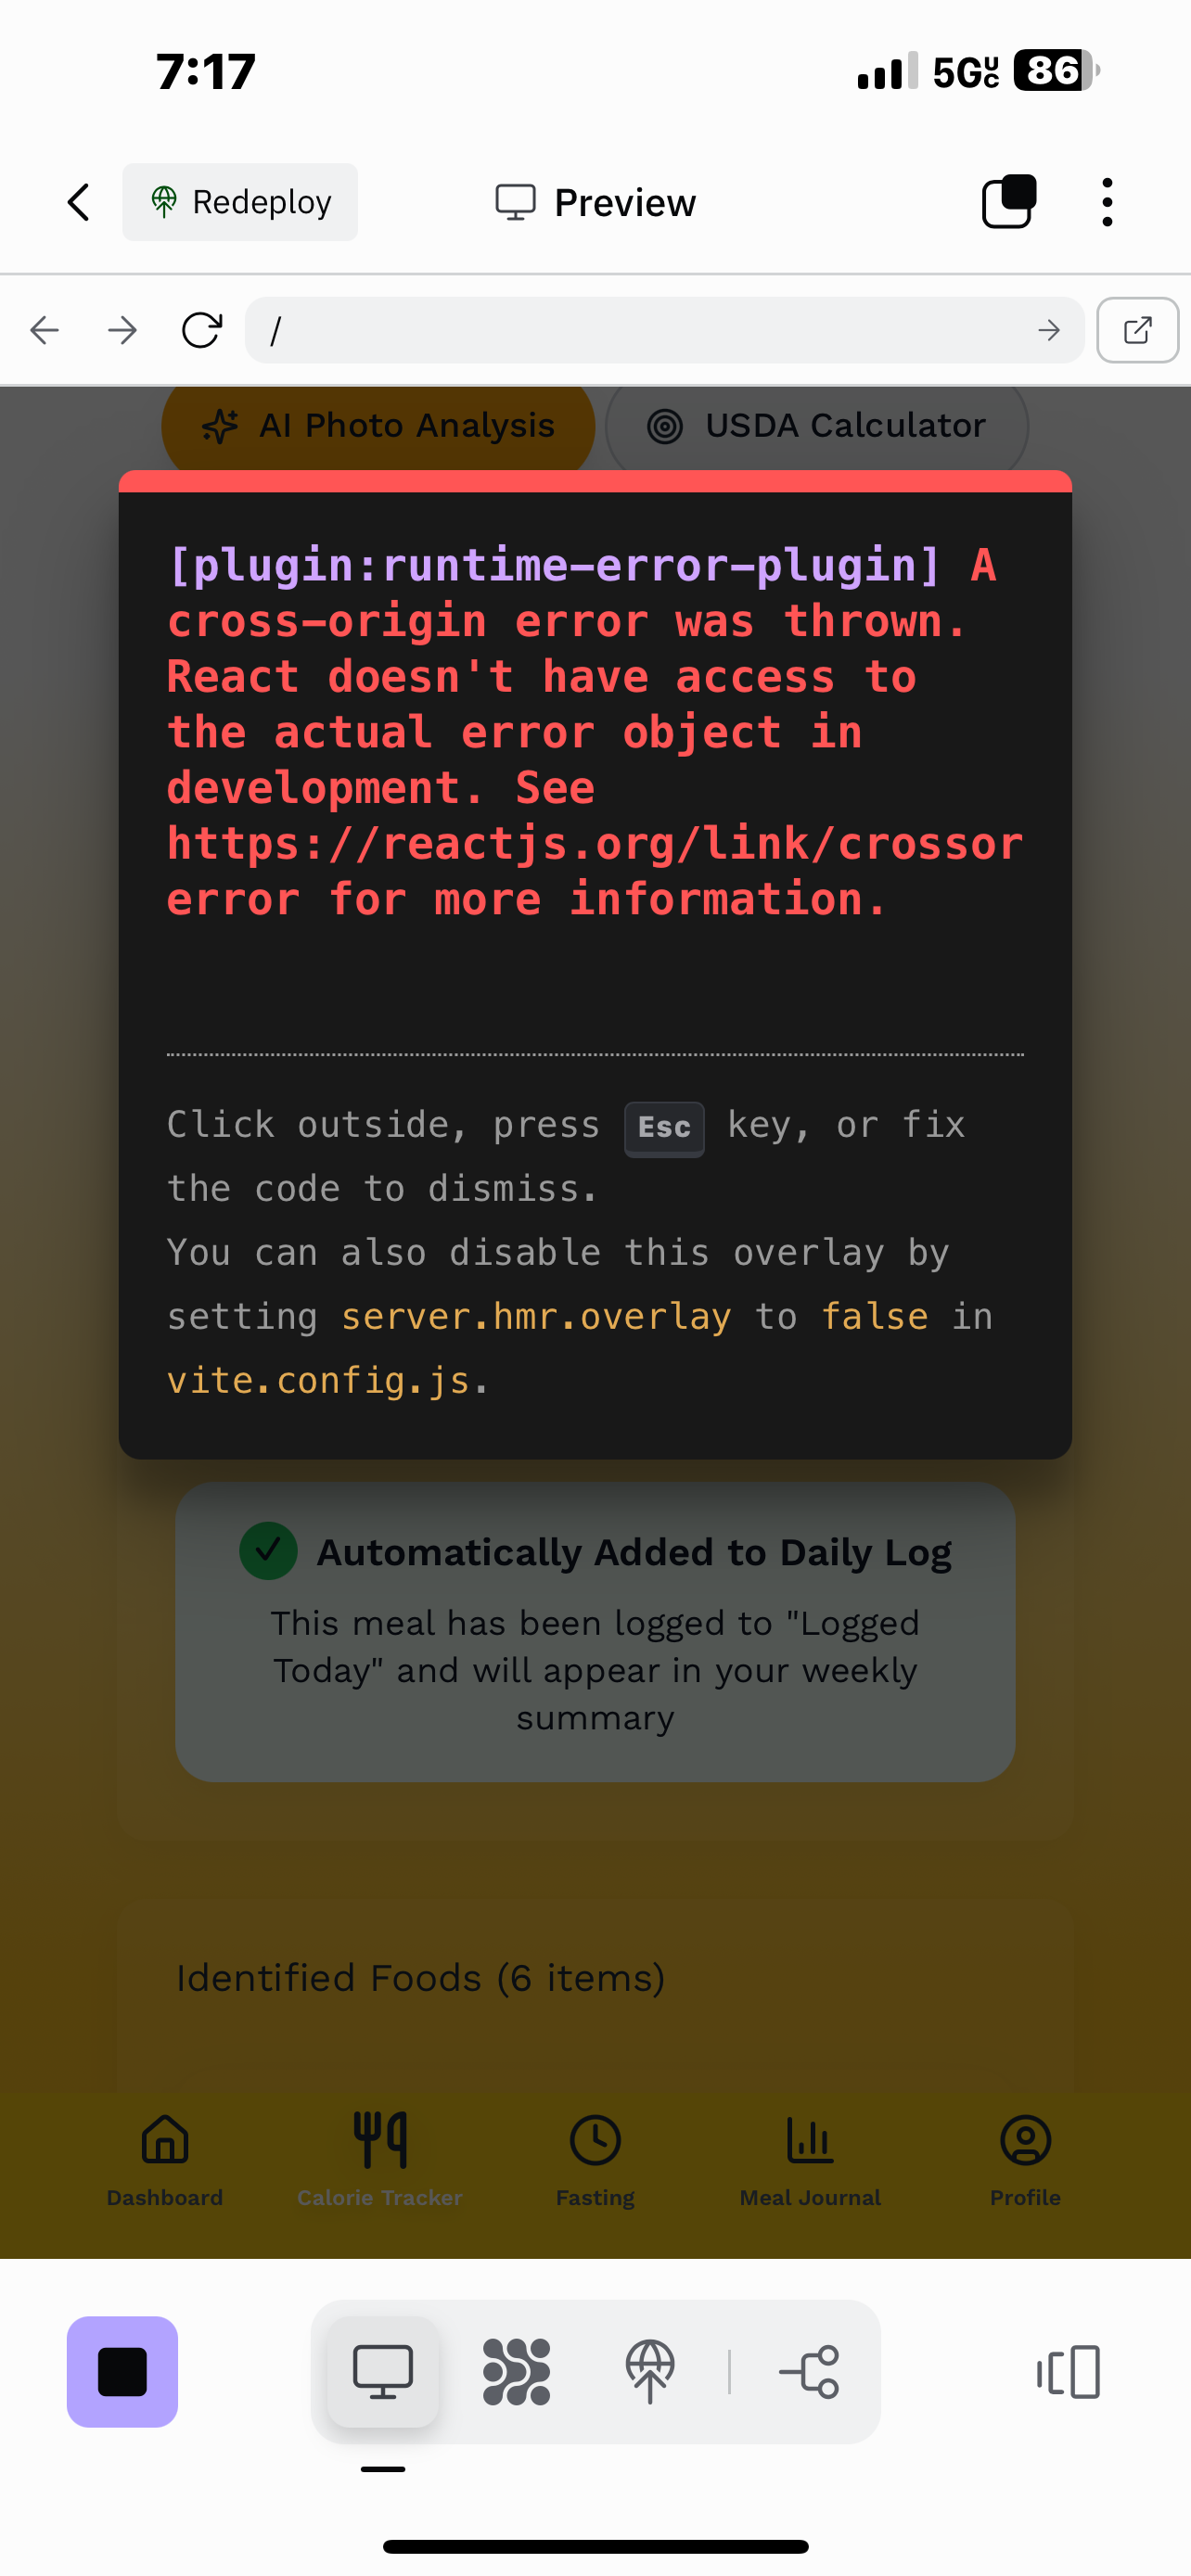 7:17
5GUC 86
Redeploy
Preview
/
AI Photo Analysis
USDA Calculator
[plugin:runtime-error-plugin] A
cross-origin error was thrown.
React doesn't have access to
the actual error object in
development. See
https://reactjs.org/link/crossor
error for more information.
Click outside, press Esc key, or fix
the code to dismiss.
You can also disable this overlay by
setting server.hmr.overlay to false in
vite.config.js.
Automatically Added to Daily Log
This meal has been logged to "Logged
Today" and will appear in your weekly
summary
Identified Foods (6 items)
Dashboard
Calorie Tracker
Fasting
Meal Journal
Profile